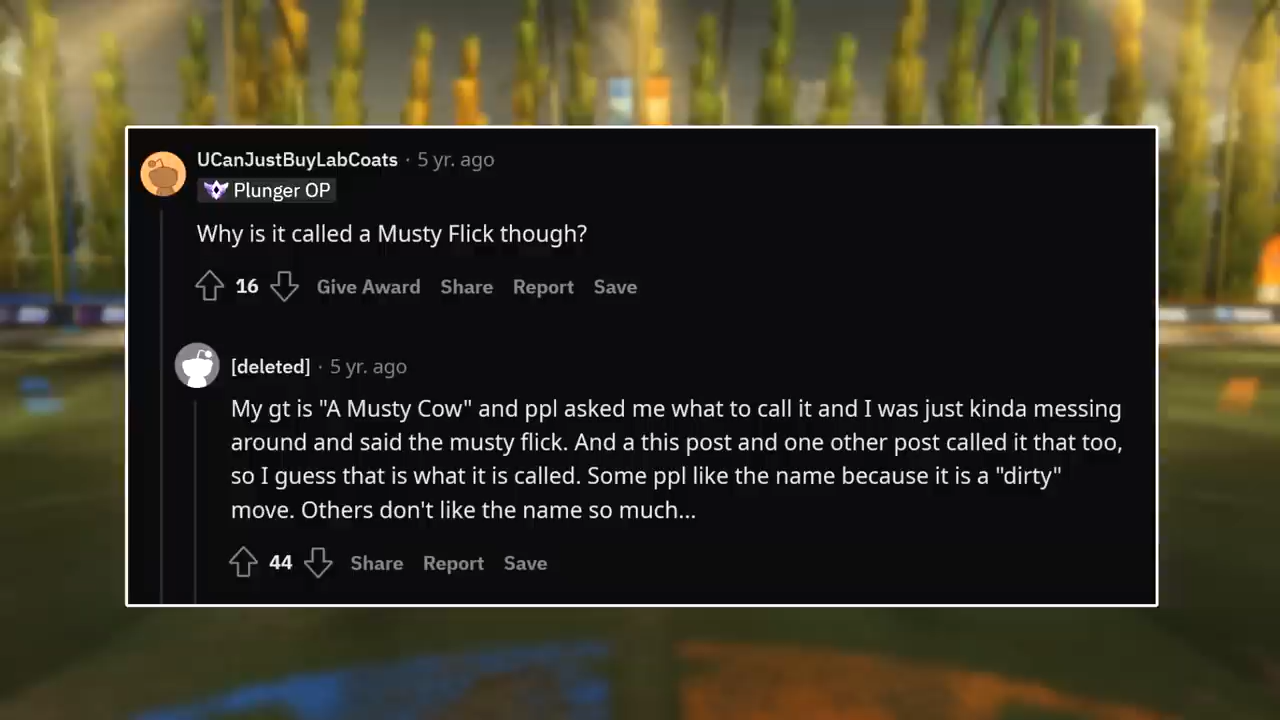 UCanJustBuyLabCoats · 5 yr. ago
Plunger OP
Why is it called a Musty Flick though?
16 Give Award Share Report Save
[deleted] · 5 yr. ago
My gt is "A Musty Cow" and ppl asked me what to call it and I was just kinda messing
around and said the musty flick. And a this post and one other post called it that too,
so I guess that is what it is called. Some ppl like the name because it is a "dirty"
move. Others don't like the name so much...
44 Share Report Save